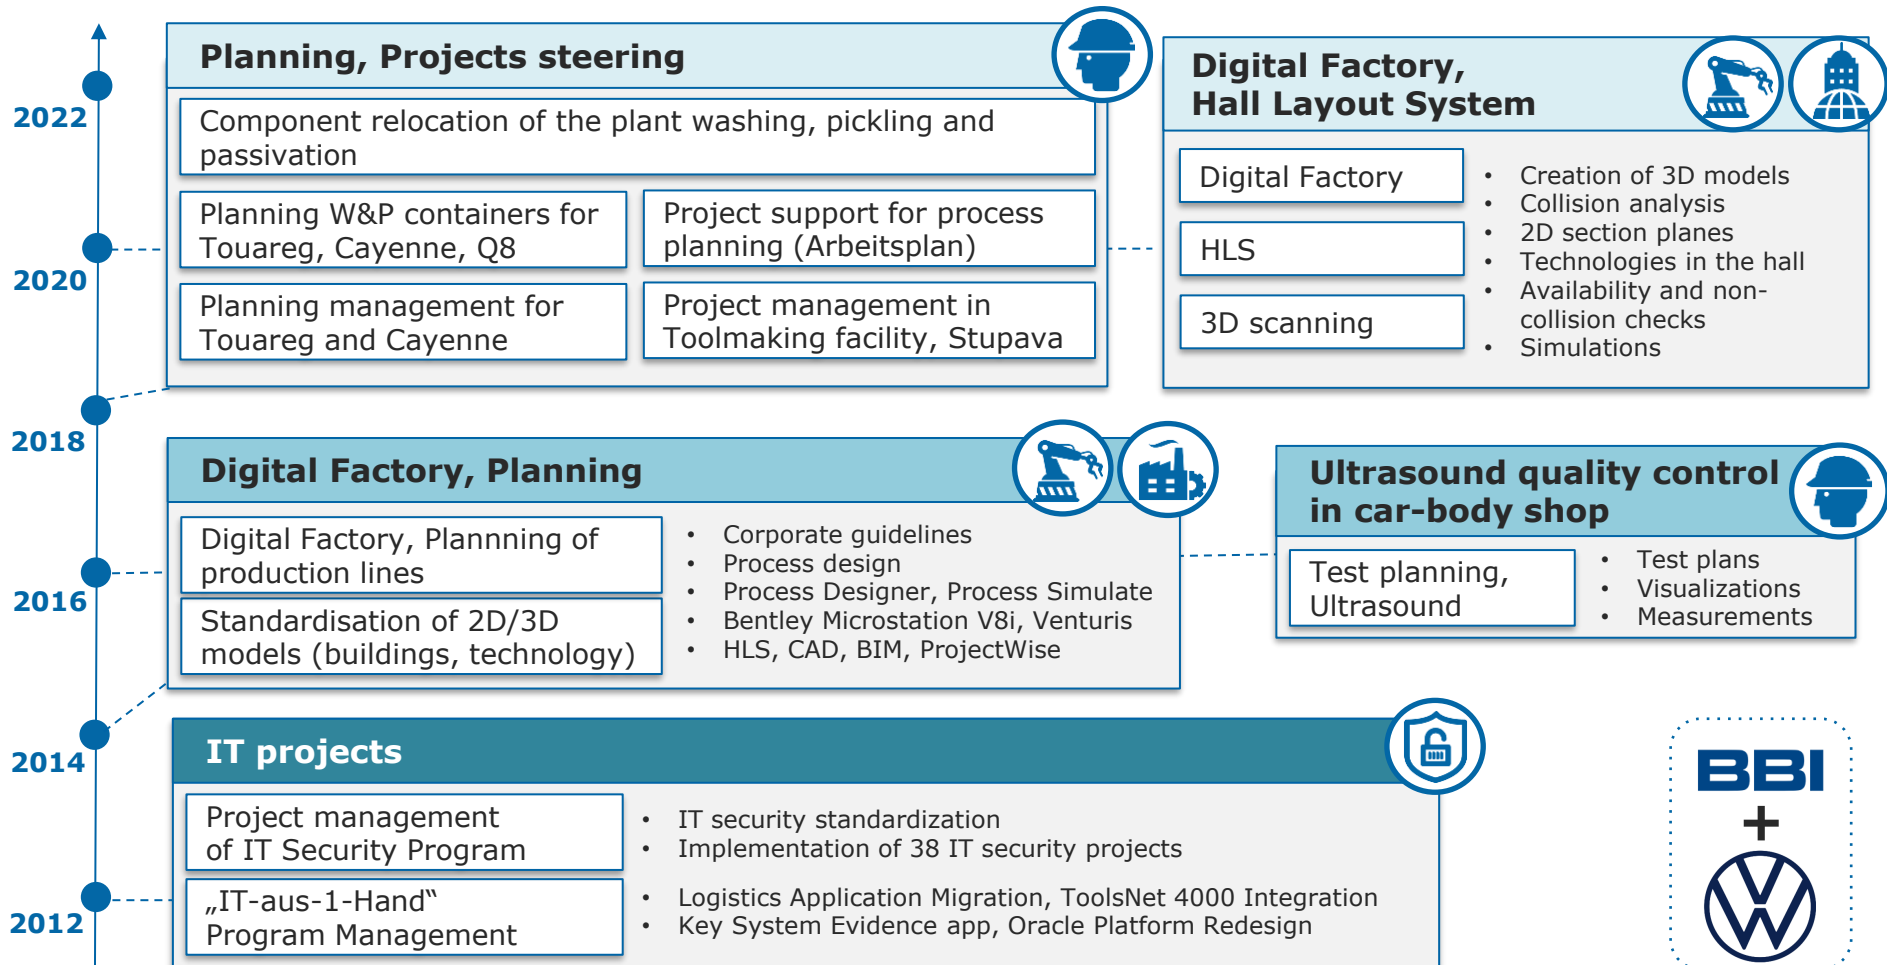 2022
2020
2018
2016
2014
2012
Planning, Projects steering
Component relocation of the plant washing, pickling and
passivation
Planning W&P containers for
Touareg, Cayenne, Q8
Project support for process
planning (Arbeitsplan)
Planning management for
Touareg and Cayenne
Project management in
Toolmaking facility, Stupava
Digital Factory,
Hall Layout System
Digital Factory
HLS
3D scanning
• Creation of 3D models
• Collision analysis
• 2D section planes
• Technologies in the hall
• Availability and non-
collision checks
• Simulations
Digital Factory, Planning
Digital Factory, Plannning of
production lines
Standardisation of 2D/3D
models (buildings, technology)
• Corporate guidelines
• Process design
• Process Designer, Process Simulate
• Bentley Microstation V8i, Venturis
• HLS, CAD, BIM, ProjectWise
Ultrasound quality control
in car-body shop
Test planning,
Ultrasound
• Test plans
• Visualizations
• Measurements
IT projects
Project management
of IT Security Program
• IT security standardization
• Implementation of 38 IT security projects
„IT-aus-1-Hand“
Program Management
• Logistics Application Migration, ToolsNet 4000 Integration
• Key System Evidence app, Oracle Platform Redesign
BBI
+
VW